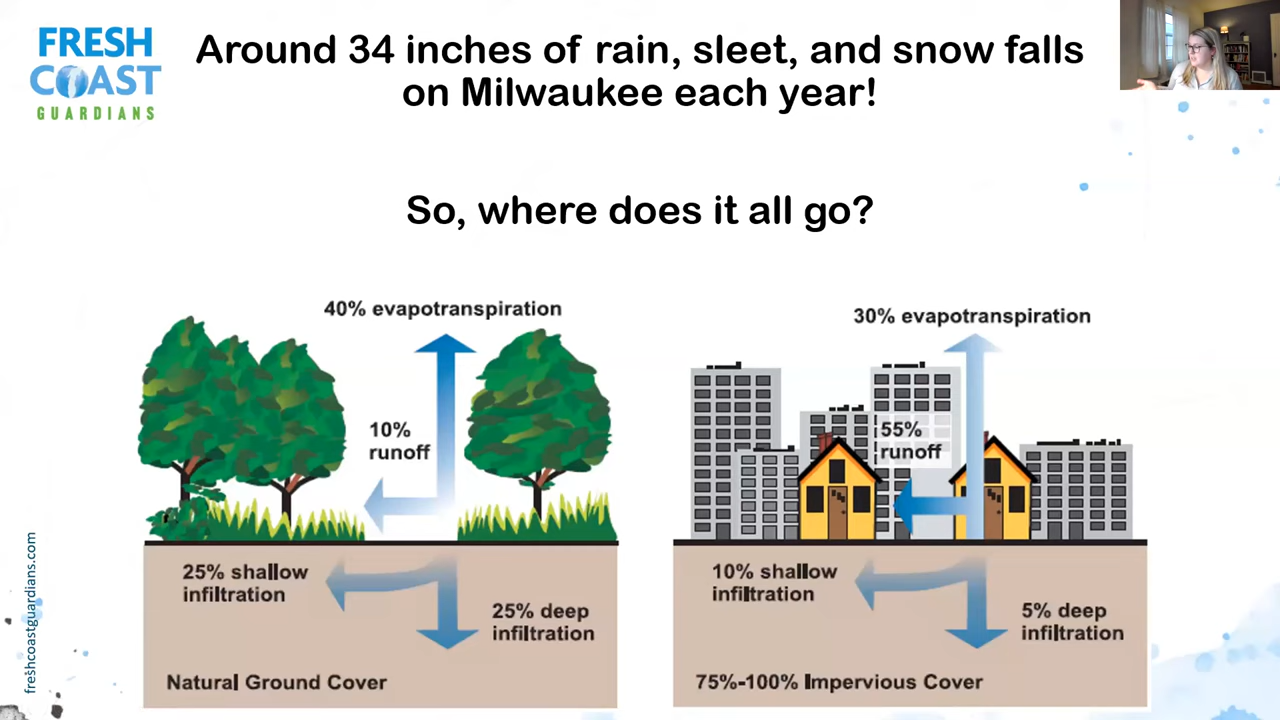 FRESH
COAST
GUARDIANS
Around 34 inches of rain, sleet, and snow falls
on Milwaukee each year!
So, where does it all go?
40% evapotranspiration
10%
runoff
25% shallow
infiltration
25% deep
infiltration
Natural Ground Cover
30% evapotranspiration
55%
runoff
10% shallow
infiltration
5% deep
infiltration
75%-100% Impervious Cover
freshcoastguardians.com